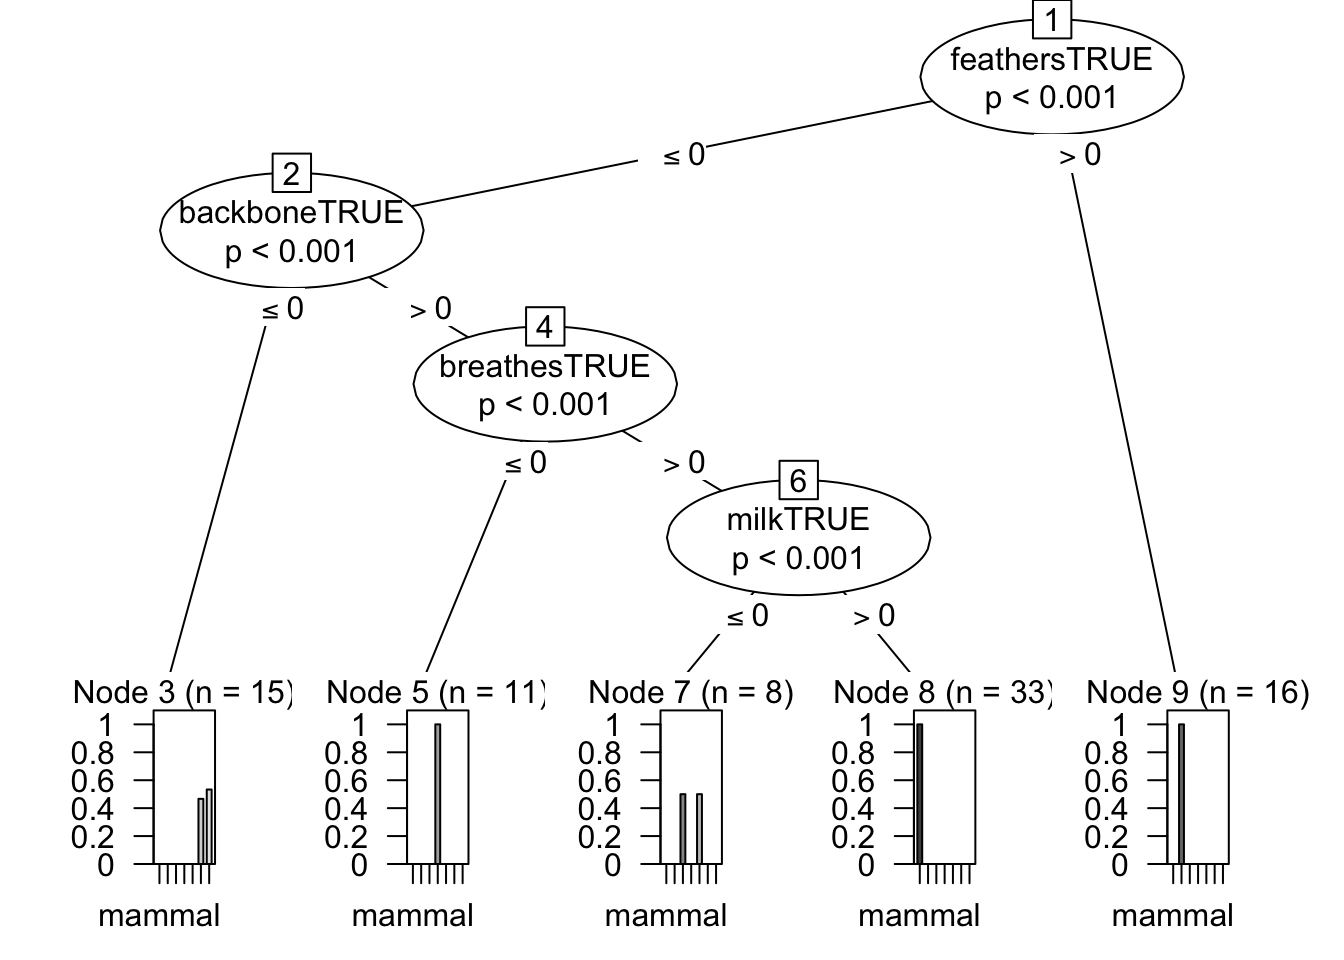 1
feathersTRUE
p < 0.001
≤ 0
> 0
2
backboneTRUE
p < 0.001
≤ 0
> 0
4
breathesTRUE
p < 0.001
≤ 0
> 0
6
milkTRUE
p < 0.001
≤ 0
> 0
Node 3 (n = 15)
1
0.8
0.6
0.4
0.2
0
mammal
Node 5 (n = 11)
1
0.8
0.6
0.4
0.2
0
mammal
Node 7 (n = 8)
1
0.8
0.6
0.4
0.2
0
mammal
Node 8 (n = 33)
1
0.8
0.6
0.4
0.2
0
mammal
Node 9 (n = 16)
1
0.8
0.6
0.4
0.2
0
mammal